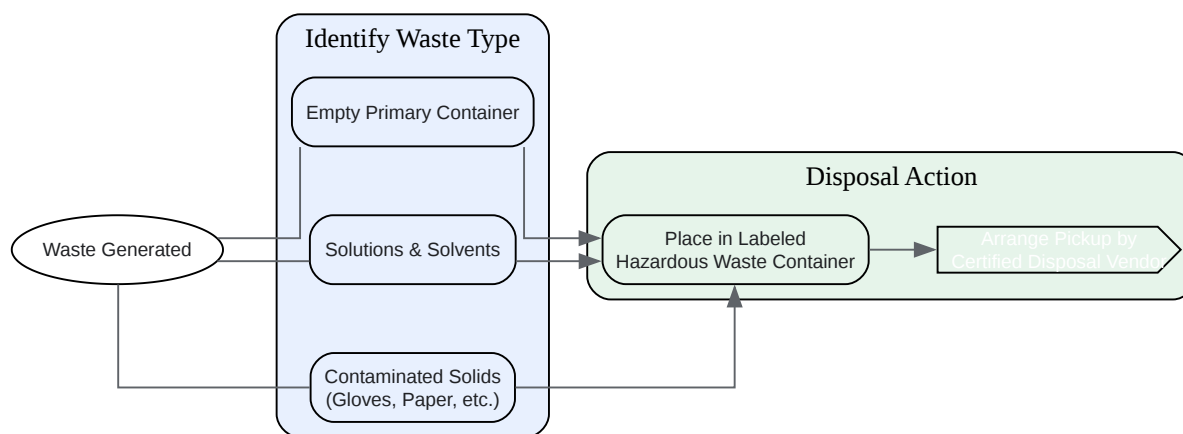 Identify Waste Type
Empty Primary Container
Disposal Action
Waste Generated
Solutions & Solvents
Place in Labeled
Hazardous Waste Container
Arrange Pickup by
Certified Disposal Vendor
Contaminated Solids
(Gloves, Paper, etc.)